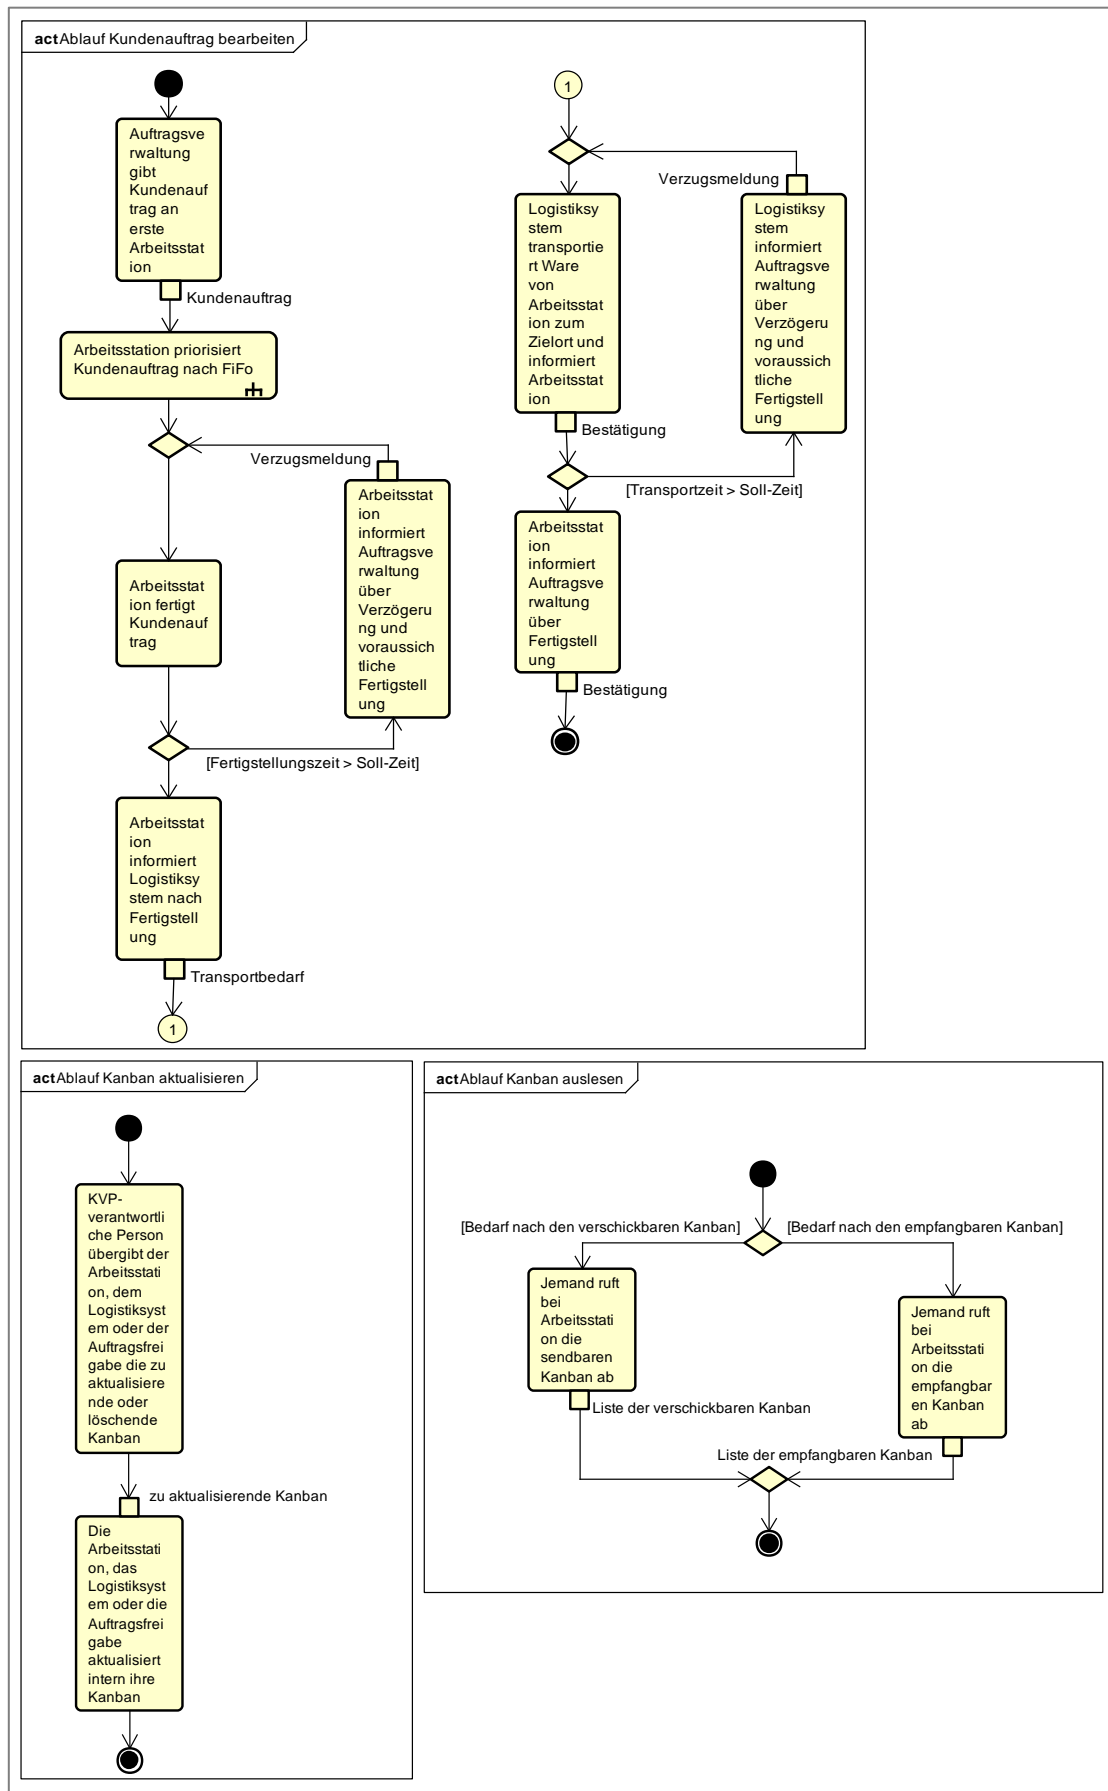 act Ablauf Kundenauftrag bearbeiten
Auftragsve
rwaltung
gibt
Kundenauf
trag an
erste
Arbeitsstat
ion
Kundenauftrag
Arbeitsstation priorisiert
Kundenauftrag nach FiFo
Verzugsmeldung
Arbeitsstat
ion
informiert
Auftragsve
rwaltung
über
Verzögeru
ng und
voraussich
tliche
Fertigstell
ung
Arbeitsstat
ion fertigt
Kundenauf
trag
[Fertigstellungszeit > Soll-Zeit]
Arbeitsstat
ion
informiert
Logistiksy
stem nach
Fertigstell
ung
Transportbedarf
1
1
Verzugsmeldung
Logistiksy
stem
transportie
rt Ware
von
Arbeitsstat
ion zum
Zielort und
informiert
Arbeitsstat
ion
Logistiksy
stem
informiert
Auftragsve
rwaltung
über
Verzögeru
ng und
voraussich
tliche
Fertigstell
ung
Bestätigung
[Transportzeit > Soll-Zeit]
Arbeitsstat
ion
informiert
Auftragsve
rwaltung
über
Fertigstell
ung
Bestätigung
act Ablauf Kanban aktualisieren
KVP-
verantwortli
che Person
übergibt der
Arbeitsstati
on, dem
Logistiksyst
em oder der
Auftragsfrei
gabe die zu
aktualisiere
nde oder
löschende
Kanban
zu aktualisierende Kanban
Die
Arbeitsstati
on, das
Logistiksyst
em oder die
Auftragsfrei
gabe
aktualisiert
intern ihre
Kanban
act Ablauf Kanban auslesen
[Bedarf nach den verschickbaren Kanban]
[Bedarf nach den empfangbaren Kanban]
Jemand ruft
bei
Arbeitsstati
on die
sendbaren
Kanban ab
Liste der verschickbaren Kanban
Jemand ruft
bei
Arbeitsstati
on die
empfangbar
en Kanban
ab
Liste der empfangbaren Kanban